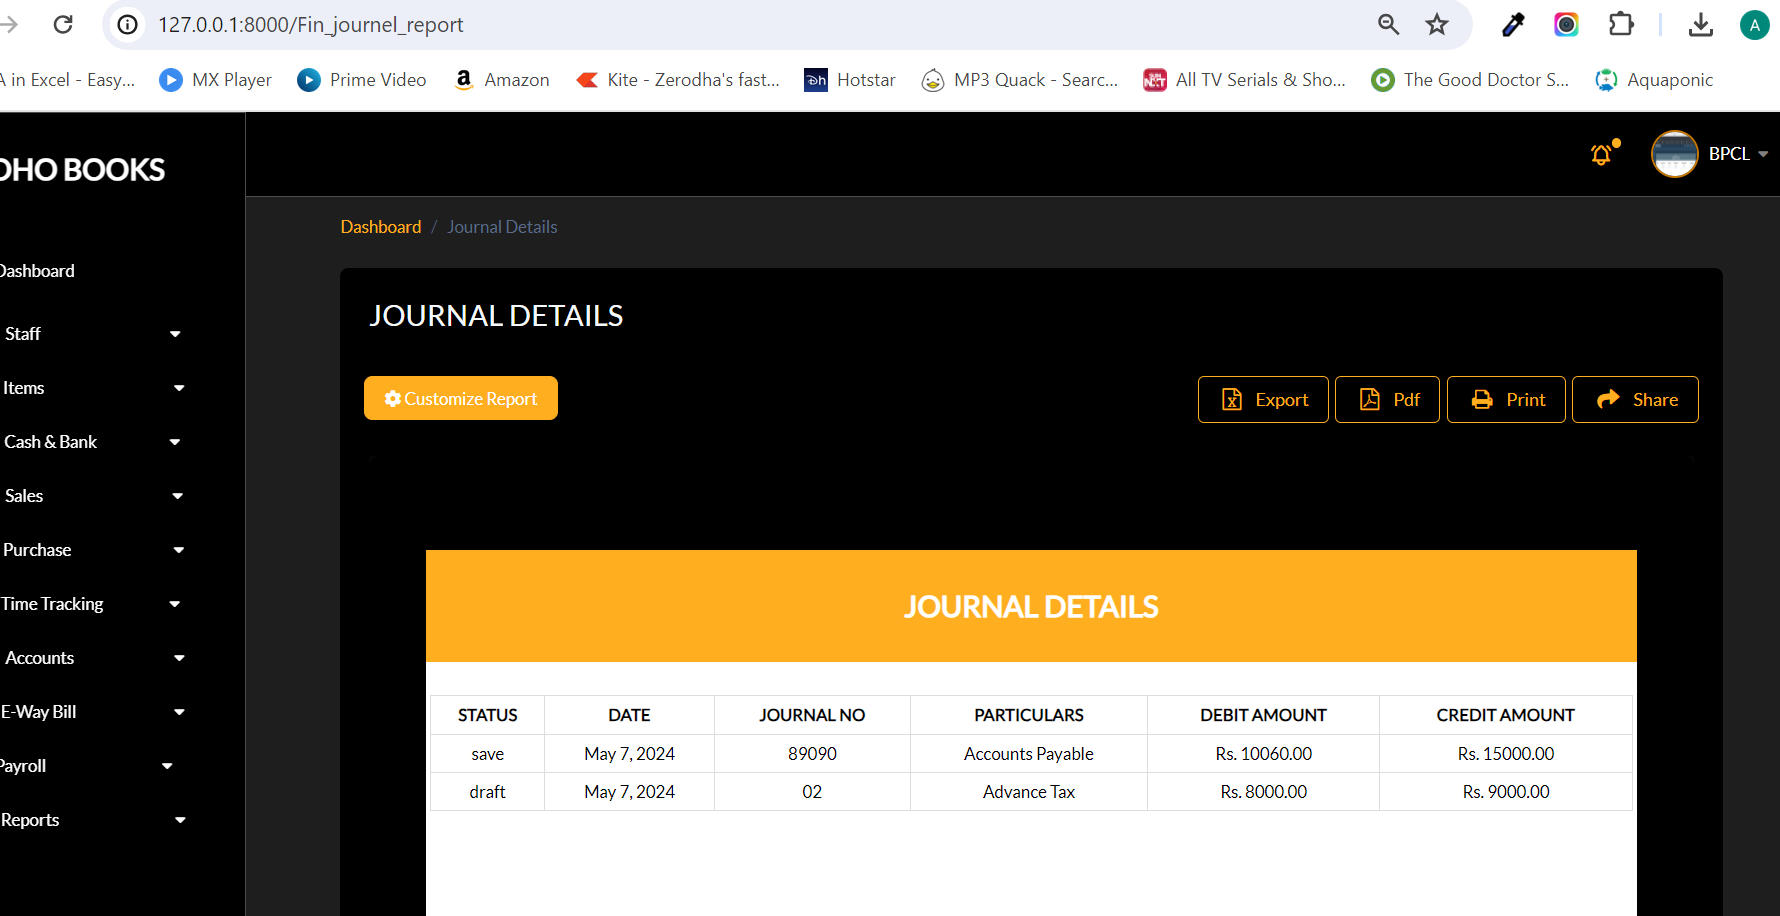 127.0.0.1:8000/Fin_journel_report
A
A in Excel - Easy... MX Player Prime Video Amazon Kite - Zerodha's fast... Hotstar MP3 Quack - Searc... All TV Serials & Sho... The Good Doctor S... Aquaponic
OHO BOOKS
BPCL
Dashboard / Journal Details
Dashboard
JOURNAL DETAILS
Staff
Items
Customize Report Export Pdf Print Share
Cash & Bank
Sales
Purchase
Time Tracking
Accounts
E-Way Bill
Payroll
Reports
JOURNAL DETAILS
STATUS DATE JOURNAL NO PARTICULARS DEBIT AMOUNT CREDIT AMOUNT
save May 7, 2024 89090 Accounts Payable Rs. 10060.00 Rs. 15000.00
draft May 7, 2024 02 Advance Tax Rs. 8000.00 Rs. 9000.00